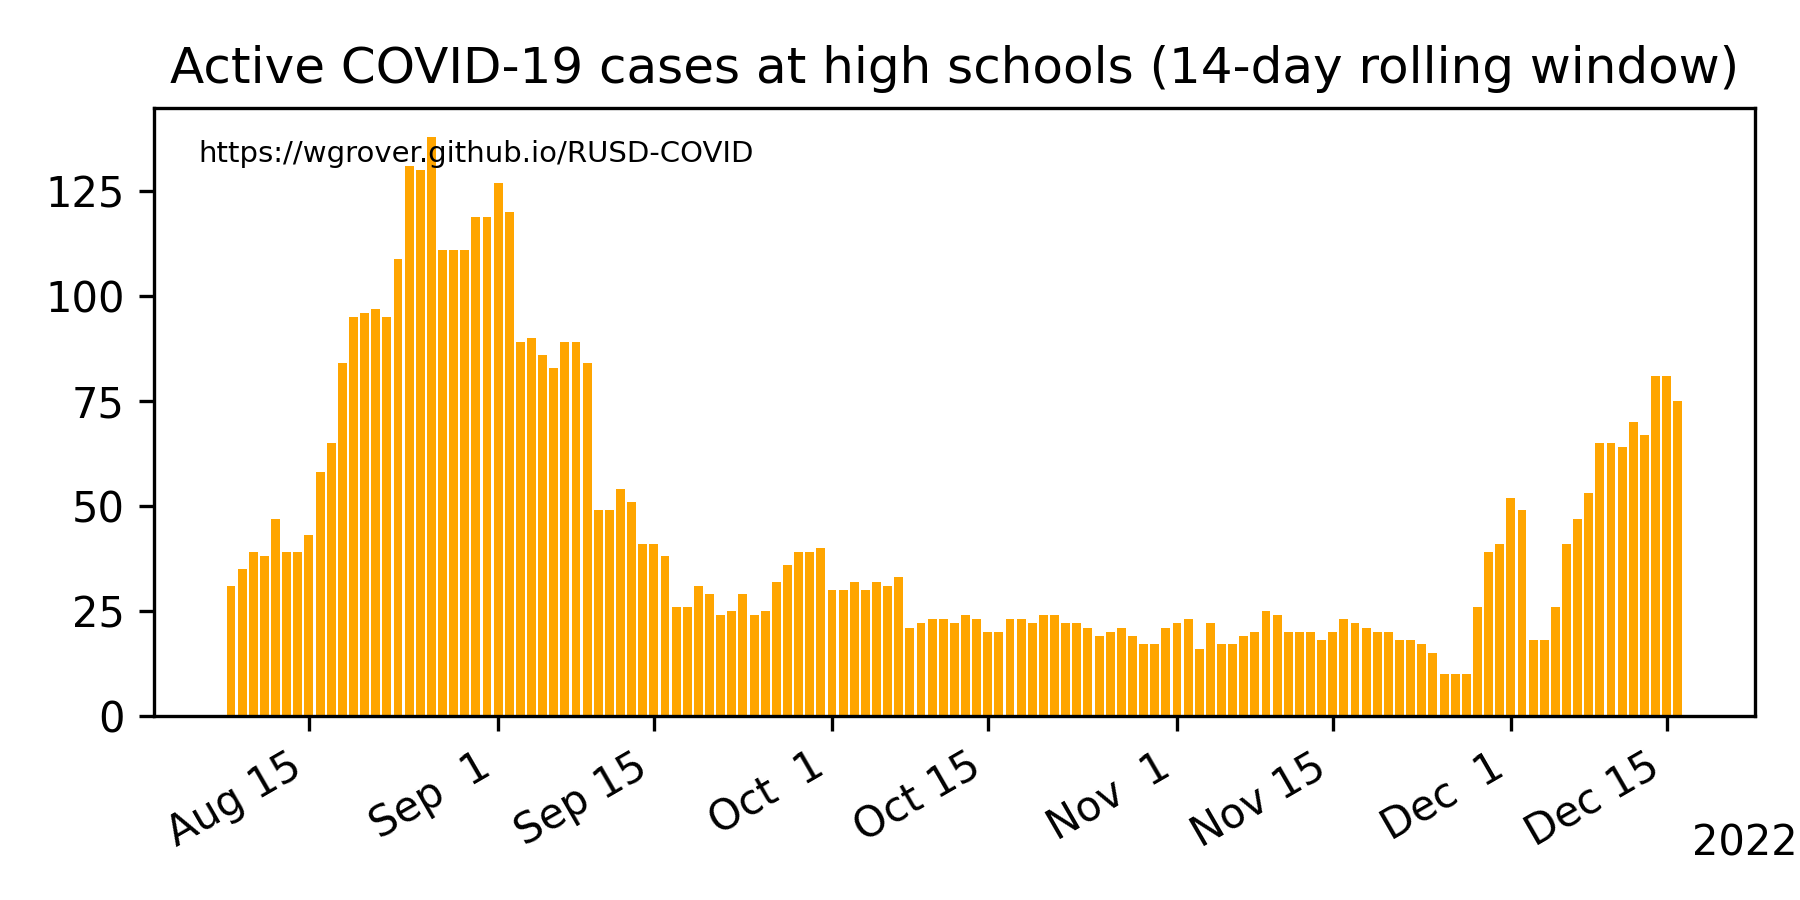 Active COVID-19 cases at high schools (14-day rolling window)
https://wgrover.github.io/RUSD-COVID
125
100
75
50
25
0
Aug 15
Sep 1
Sep 15
Oct 1
Oct 15
Nov 1
Nov 15
Dec 1
Dec 15
2022